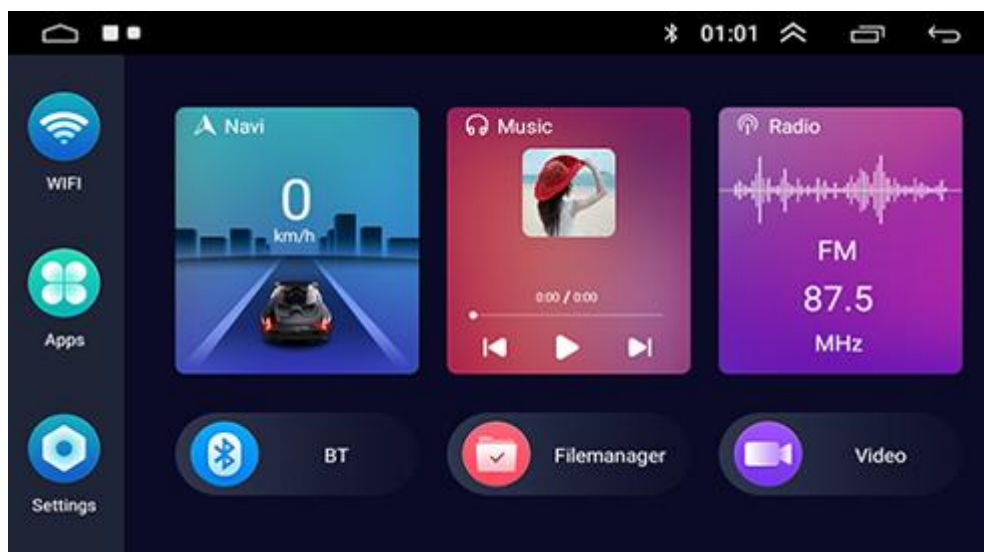 01:01
WIFI
Apps
Settings
Navi
0
km/h
Music
0:00 / 0:00
Radio
FM
87.5
MHz
BT
Filemanager
Video